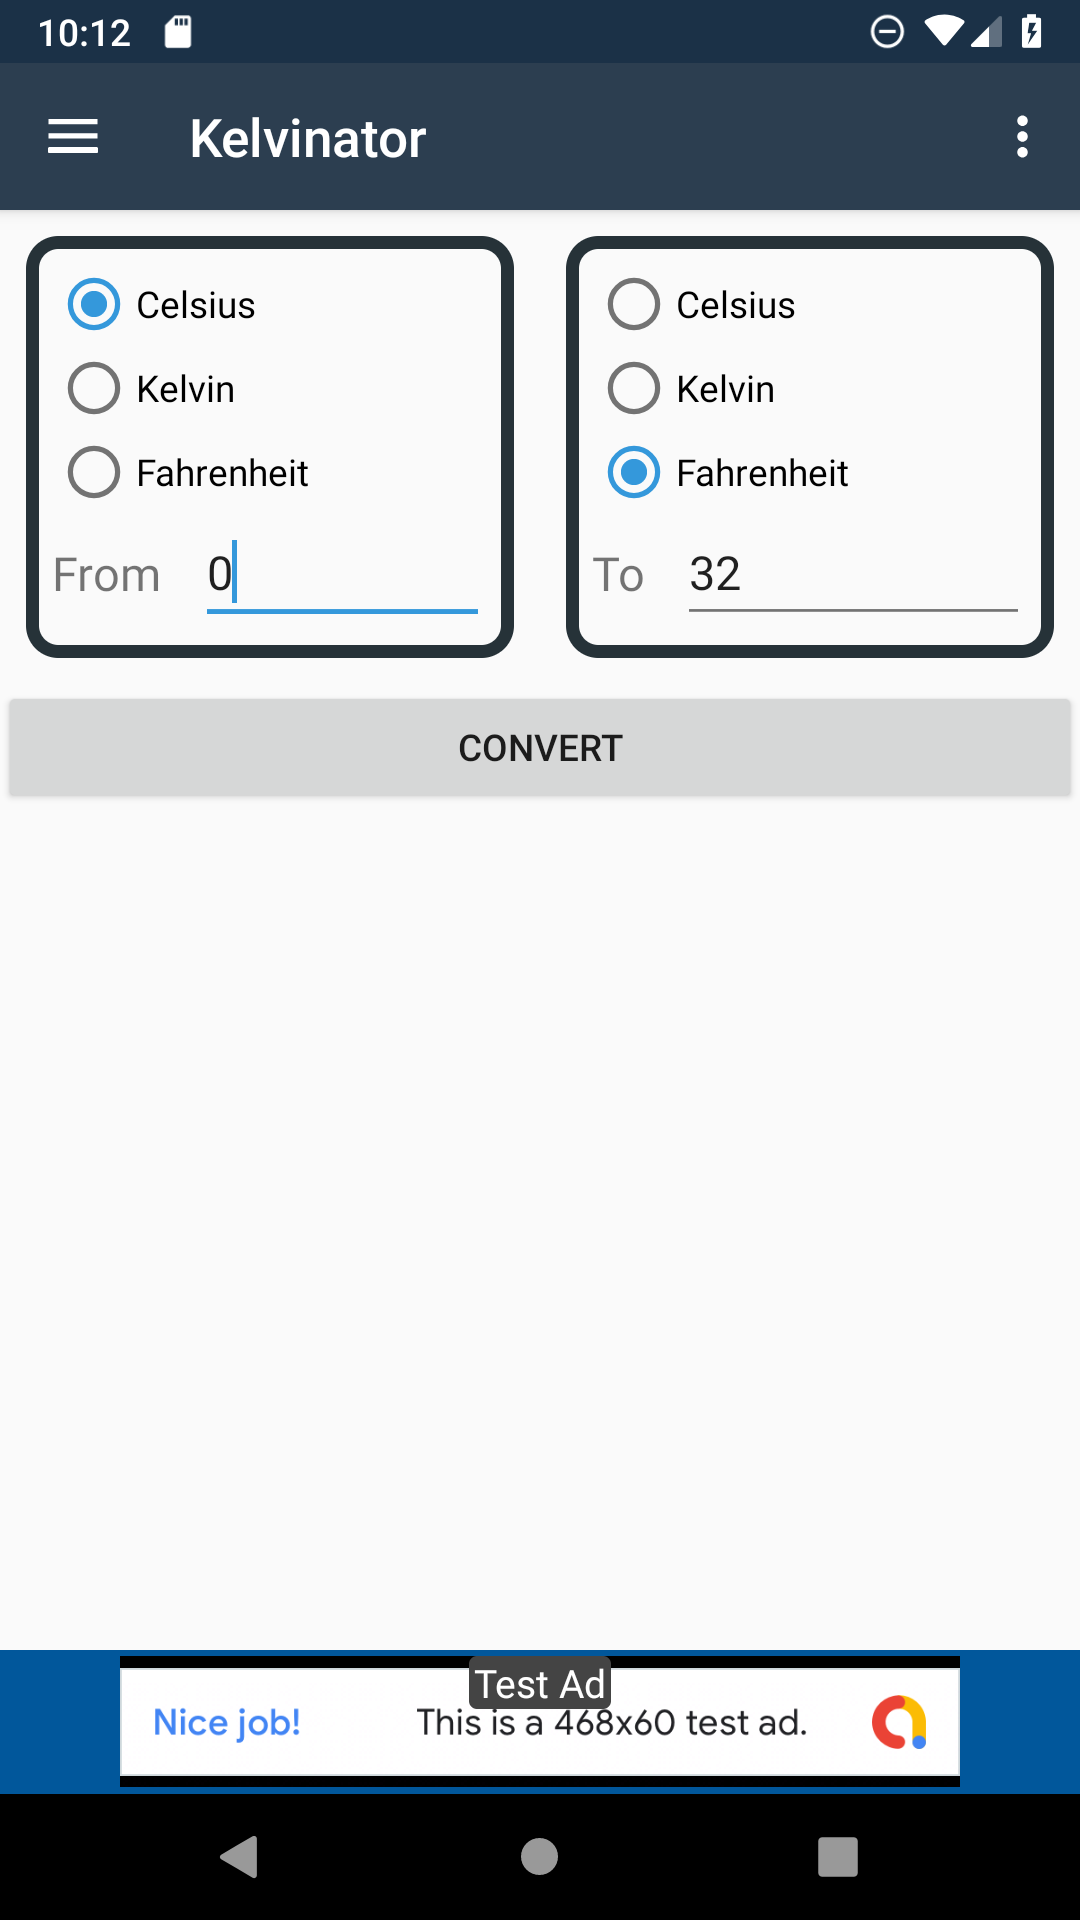 10:12
Kelvinator
Celsius
Kelvin
Fahrenheit
From 0
Celsius
Kelvin
Fahrenheit
To 32
CONVERT
Test Ad
Nice job! This is a 468x60 test ad.